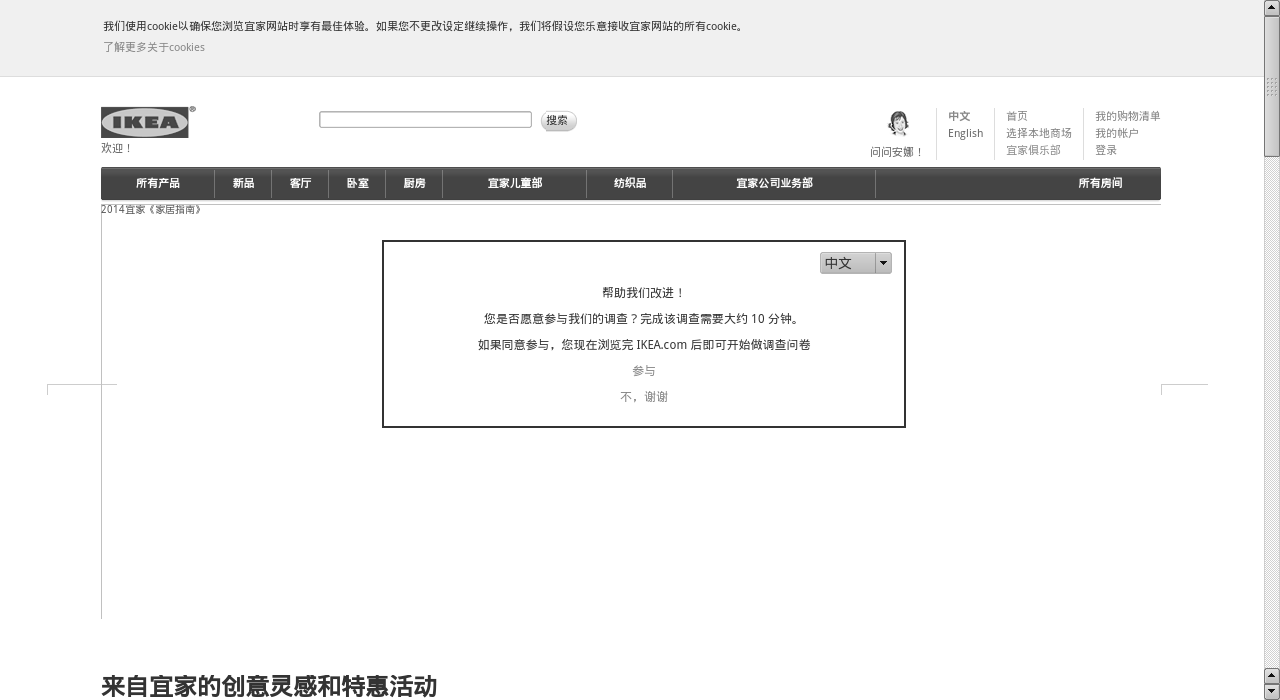 我们使用cookie以确保您浏览宜家网站时享有最佳体验。如果您不更改设定继续操作，我们将假设您乐意接收宜家网站的所有cookie。
了解更多关于cookies
IKEA®
欢迎！
搜索
问问安娜！
中文
English
首页
选择本地商场
宜家俱乐部
我的购物清单
我的帐户
登录
所有产品 新品 客厅 卧室 厨房 宜家儿童部 纺织品 宜家公司业务部 所有房间
2014宜家《家居指南》
中文
帮助我们改进！
您是否愿意参与我们的调查？完成该调查需要大约 10 分钟。
如果同意参与，您现在浏览完 IKEA.com 后即可开始做调查问卷
参与
不，谢谢
来自宜家的创意灵感和特惠活动